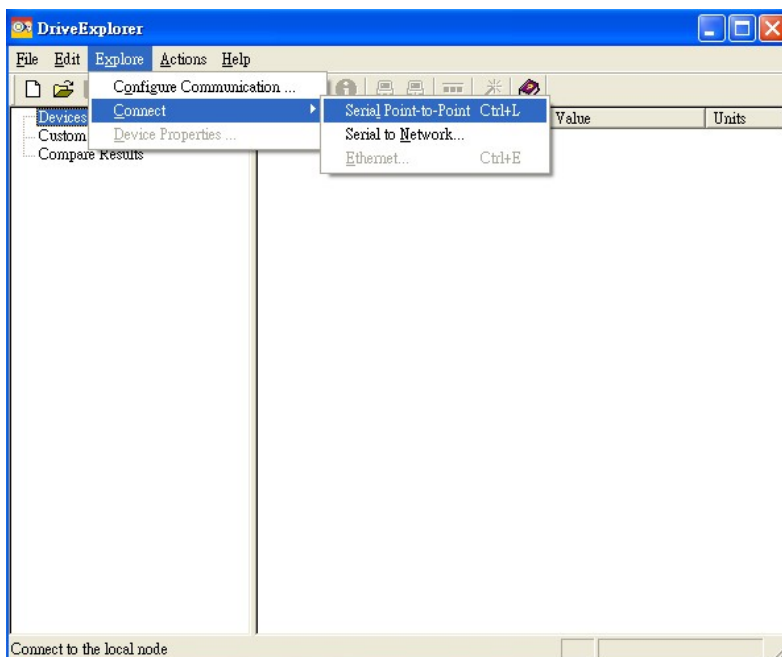 DriveExplorer
File Edit Explore Actions Help
Configure Communication ...
Connect
Device Properties ...
Serial Point-to-Point Ctrl+L
Serial to Network...
Ethernet... Ctrl+E
Devices
Custom
Compare Results
Value Units
Connect to the local node